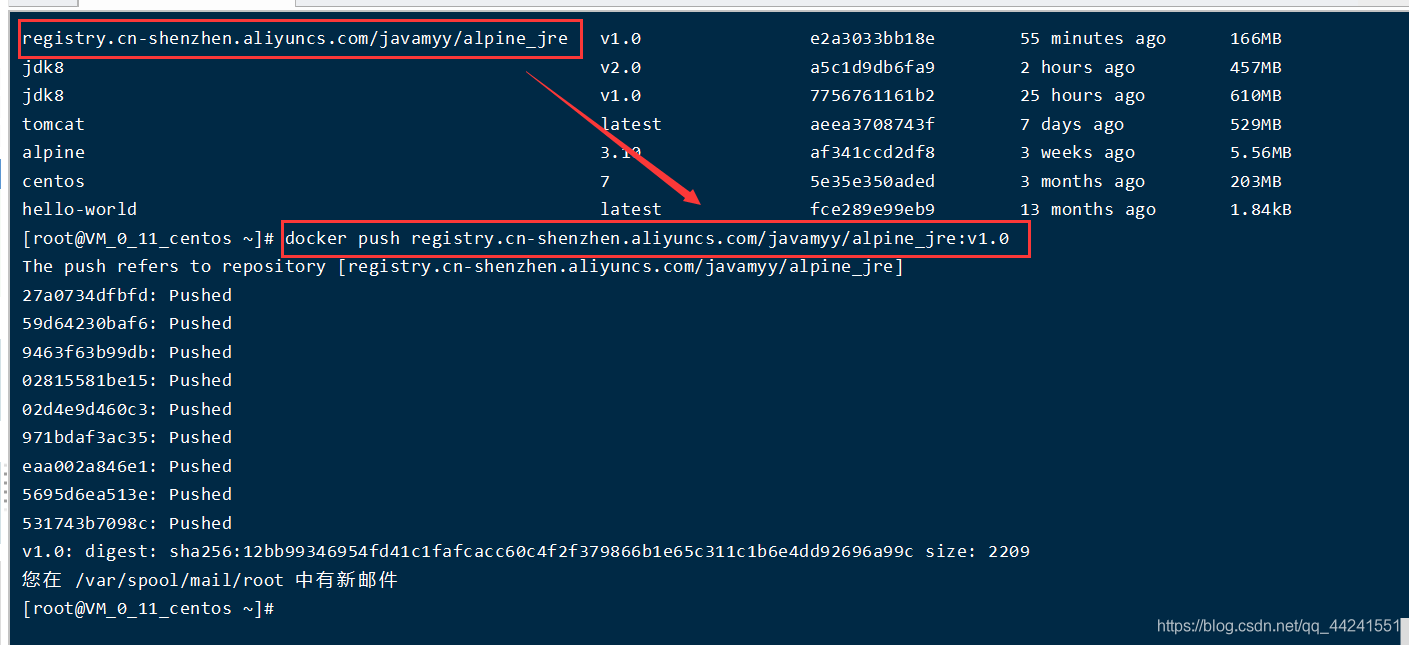 registry.cn-shenzhen.aliyuncs.com/javamyy/alpine_jre v1.0 e2a3033bb18e 55 minutes ago 166MB
jdk8 v2.0 a5c1d9db6fa9 2 hours ago 457MB
jdk8 v1.0 7756761161b2 25 hours ago 610MB
tomcat latest aeea3708743f 7 days ago 529MB
alpine 3.10 af341ccd2df8 3 weeks ago 5.56MB
centos 7 5e35e350aded 3 months ago 203MB
hello-world latest fce289e99eb9 13 months ago 1.84kB
[root@VM_0_11_centos ~]# docker push registry.cn-shenzhen.aliyuncs.com/javamyy/alpine_jre:v1.0
The push refers to repository [registry.cn-shenzhen.aliyuncs.com/javamyy/alpine_jre]
27a0734dfbfd: Pushed
59d64230baf6: Pushed
9463f63b99db: Pushed
02815581be15: Pushed
02d4e9d460c3: Pushed
971bdaf3ac35: Pushed
eaa002a846e1: Pushed
5695d6ea513e: Pushed
531743b7098c: Pushed
v1.0: digest: sha256:12bb99346954fd41c1fafcacc60c4f2f379866b1e65c311c1b6e4dd92696a99c size: 2209
您在 /var/spool/mail/root 中有新邮件
[root@VM_0_11_centos ~]#
https://blog.csdn.net/qq_44241551